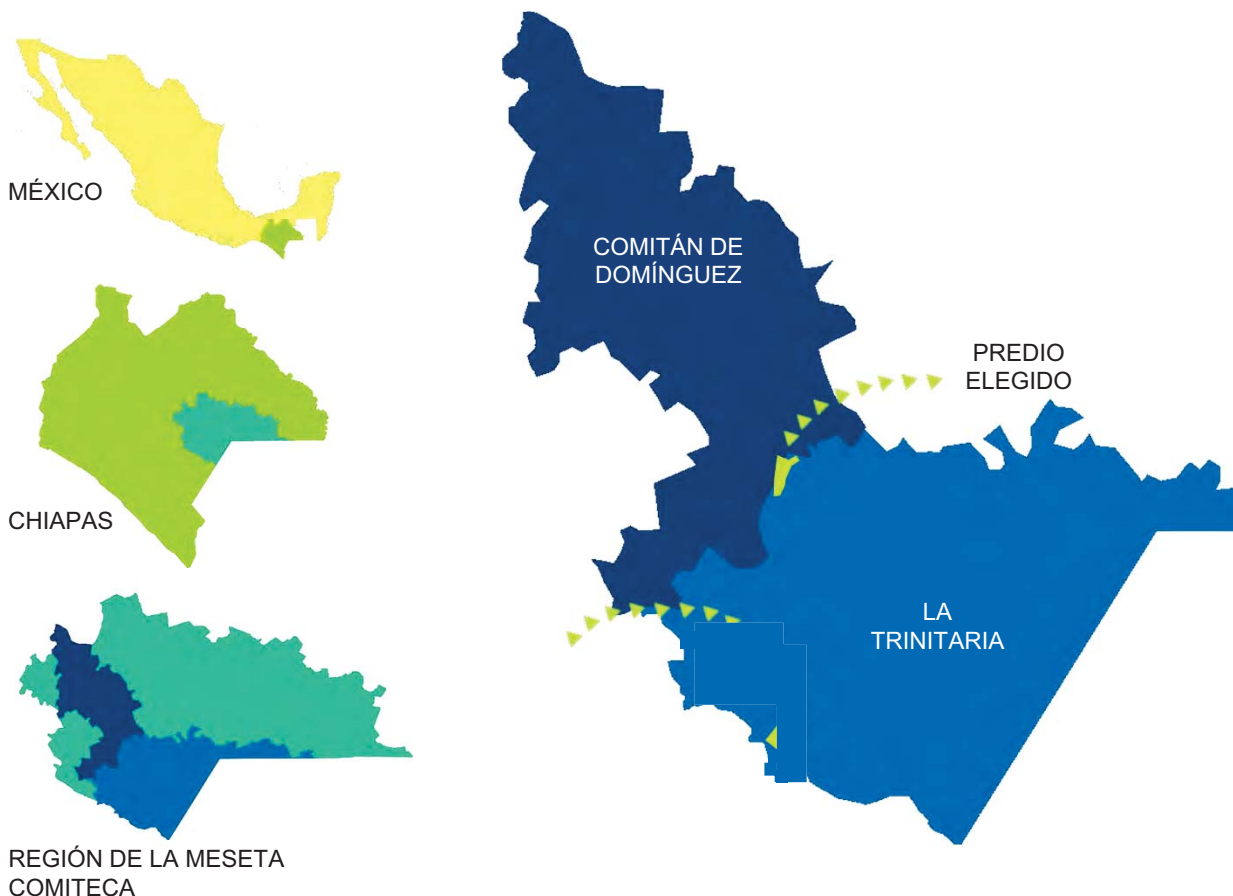 MÉXICO
CHIAPAS
REGIÓN DE LA MESETA
COMITECA
COMITÁN DE
DOMÍNGUEZ
PREDIO
ELEGIDO
LA
TRINITARIA